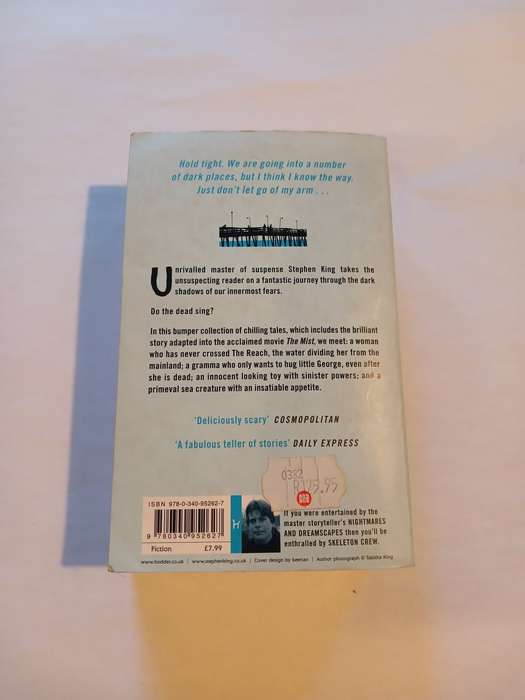 Hold tight. We are going into a number
of dark places, but I think I know the way.
Just don't let go of my arm . . .
Unrivalled master of suspense Stephen King takes the
unsuspecting reader on a fantastic journey through the dark
shadows of our innermost fears.
Do the dead sing?
In this bumper collection of chilling tales, which includes the brilliant
story adapted into the acclaimed movie The Mist, we meet: a woman
who has never crossed The Reach, the water dividing her from the
mainland; a gramma who only wants to hug little George, even after
she is dead; an innocent looking toy with sinister powers; and a
primeval sea creature with an insatiable appetite.
'Deliciously scary' COSMOPOLITAN
'A fabulous teller of stories' DAILY EXPRESS
0382
R125.95
ISBN 978-0-340-95262-7
9 780340 952627
Fiction £7.99
H
If you were entertained by the
master storyteller's NIGHTMARES
AND DREAMSCAPES then you'll be
enthralled by SKELETON CREW.
www.hodder.co.uk | www.stephenking.co.uk | Cover design by keenan | Author photograph © Tabitha King